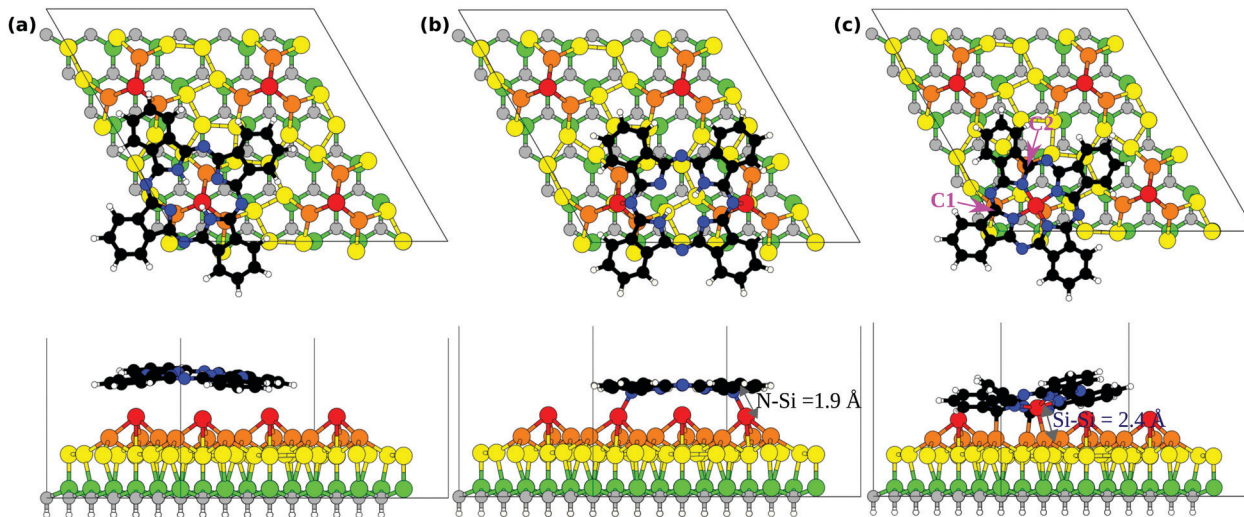 (a)
(b)
(c)
C2
C1
N-Si =1.9 Å
Si-Si = 2.4 Å